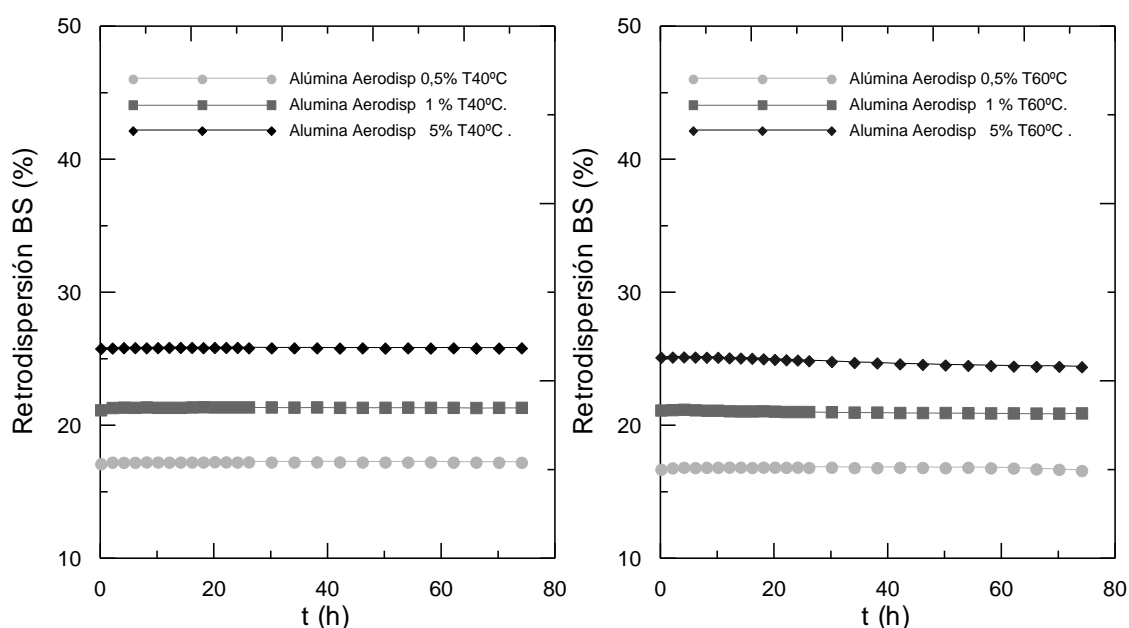 50
40
30
20
10
Retrodispersión BS (%)
Alúmina Aerodisp 0,5% T40ºC
Alumina Aerodisp 1 % T40ºC.
Alumina Aerodisp 5% T40ºC .
0 20 40 60 80
t (h)
50
40
30
20
10
Retrodispersión BS (%)
Alúmina Aerodisp 0,5% T60ºC
Alumina Aerodisp 1 % T60ºC.
Alumina Aerodisp 5% T60ºC .
0 20 40 60 80
t (h)